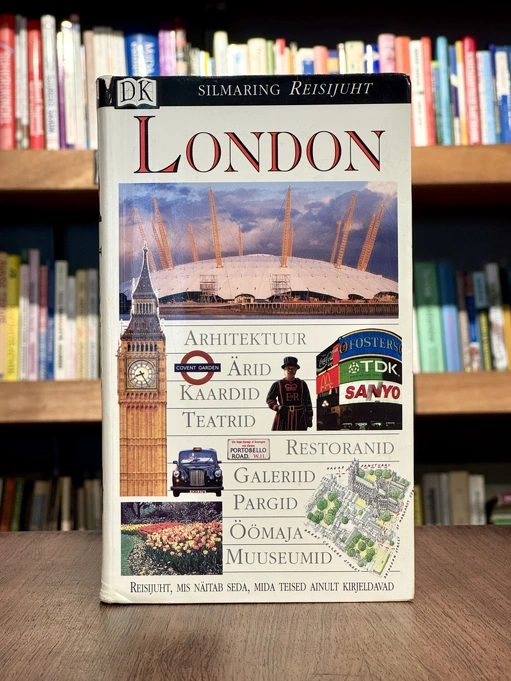 DK
SILMARING REISIJUHT
LONDON
ARHITEKTUUR
COVENT GARDEN
ÄRID
KAARDID
TEATRID
FOSTER'S
TDK
SANYO
PORTOBELLO
ROAD, W.11.
RESTORANID
GALERIID
PARGID
ÖÖMAJA
MUUSEUMID
REISIJUHT, MIS NÄITAB SEDA, MIDA TEISED AINULT KIRJELDAVAD